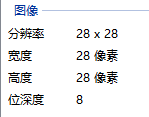 图像
分辨率 28 x 28
宽度 28 像素
高度 28 像素
位深度 8